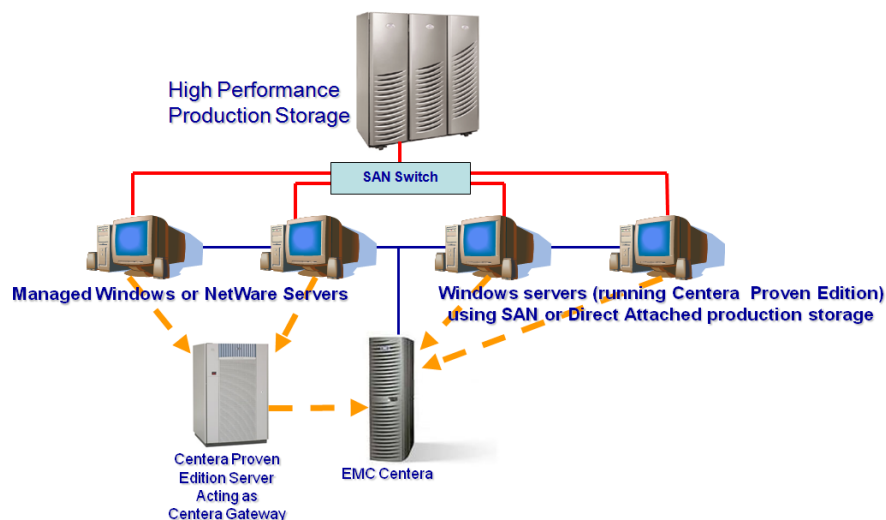 High Performance
Production Storage
SAN Switch
Managed Windows or NetWare Servers
Windows servers (running Centera Proven Edition)
using SAN or Direct Attached production storage
Centera Proven
Edition Server
Acting as
Centera Gateway
EMC Centera